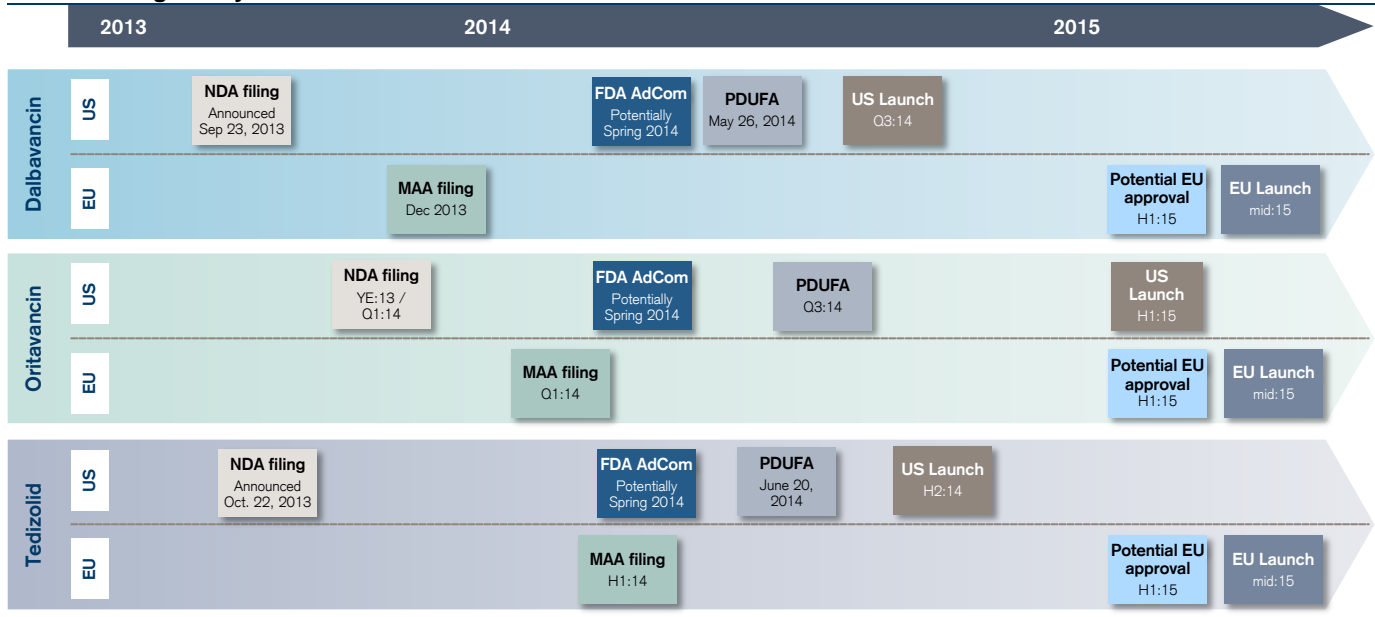 2013 2014 2015
Dalbavancin
US
NDA filing
Announced
Sep 23, 2013
FDA AdCom
Potentially
Spring 2014
PDUFA
May 26, 2014
US Launch
Q3:14
EU
MAA filing
Dec 2013
Potential EU
approval
H1:15
EU Launch
mid:15
Oritavancin
US
NDA filing
YE:13 /
Q1:14
FDA AdCom
Potentially
Spring 2014
PDUFA
Q3:14
US
Launch
H1:15
EU
MAA filing
Q1:14
Potential EU
approval
H1:15
EU Launch
mid:15
Tedizolid
US
NDA filing
Announced
Oct. 22, 2013
FDA AdCom
Potentially
Spring 2014
PDUFA
June 20,
2014
US Launch
H2:14
EU
MAA filing
H1:14
Potential EU
approval
H1:15
EU Launch
mid:15